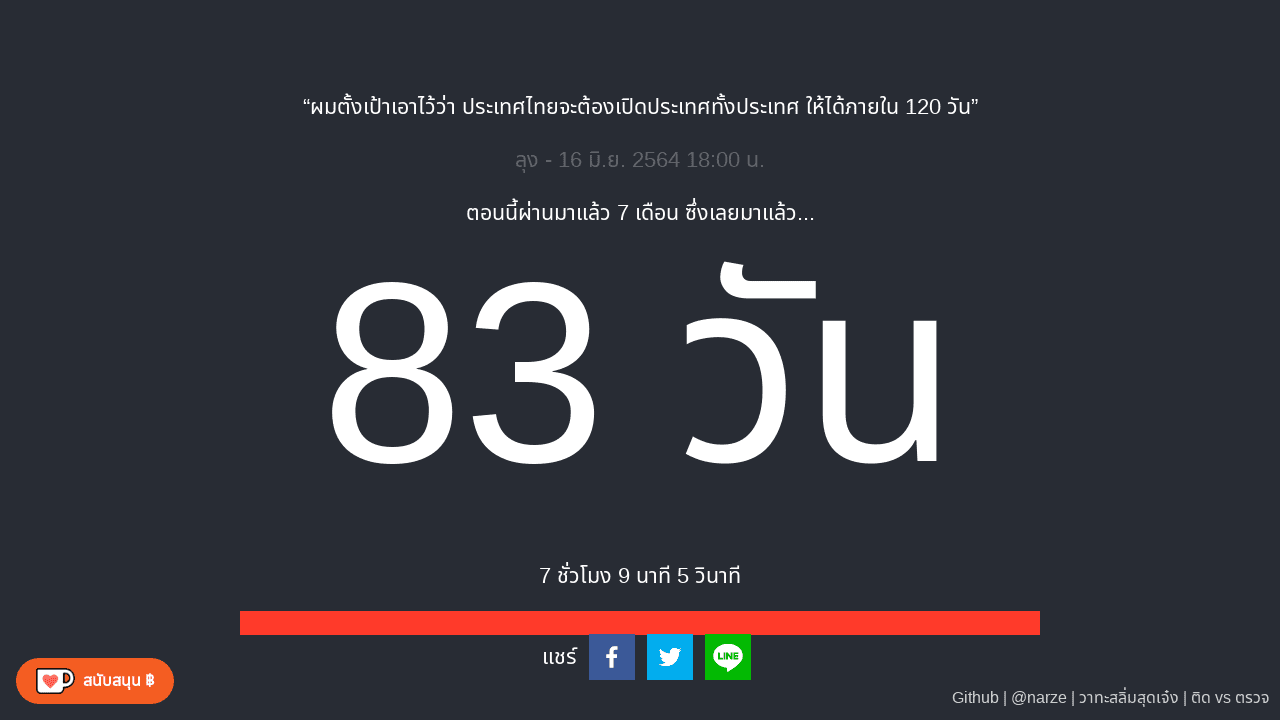 “ผมตั้งเป้าเอาไว้ว่า ประเทศไทยจะต้องเปิดประเทศทั้งประเทศ ให้ได้ภายใน 120 วัน”
ลุง - 16 มิ.ย. 2564 18:00 น.
ตอนนี้ผ่านมาแล้ว 7 เดือน ซึ่งเลยมาแล้ว...
83 วัน
7 ชั่วโมง 9 นาที 5 วินาที
แชร์ LINE
สนับสนุน ฿
Github | @narze | วาทะสลิ่มสุดเจ๋ง | ติด vs ตรวจ